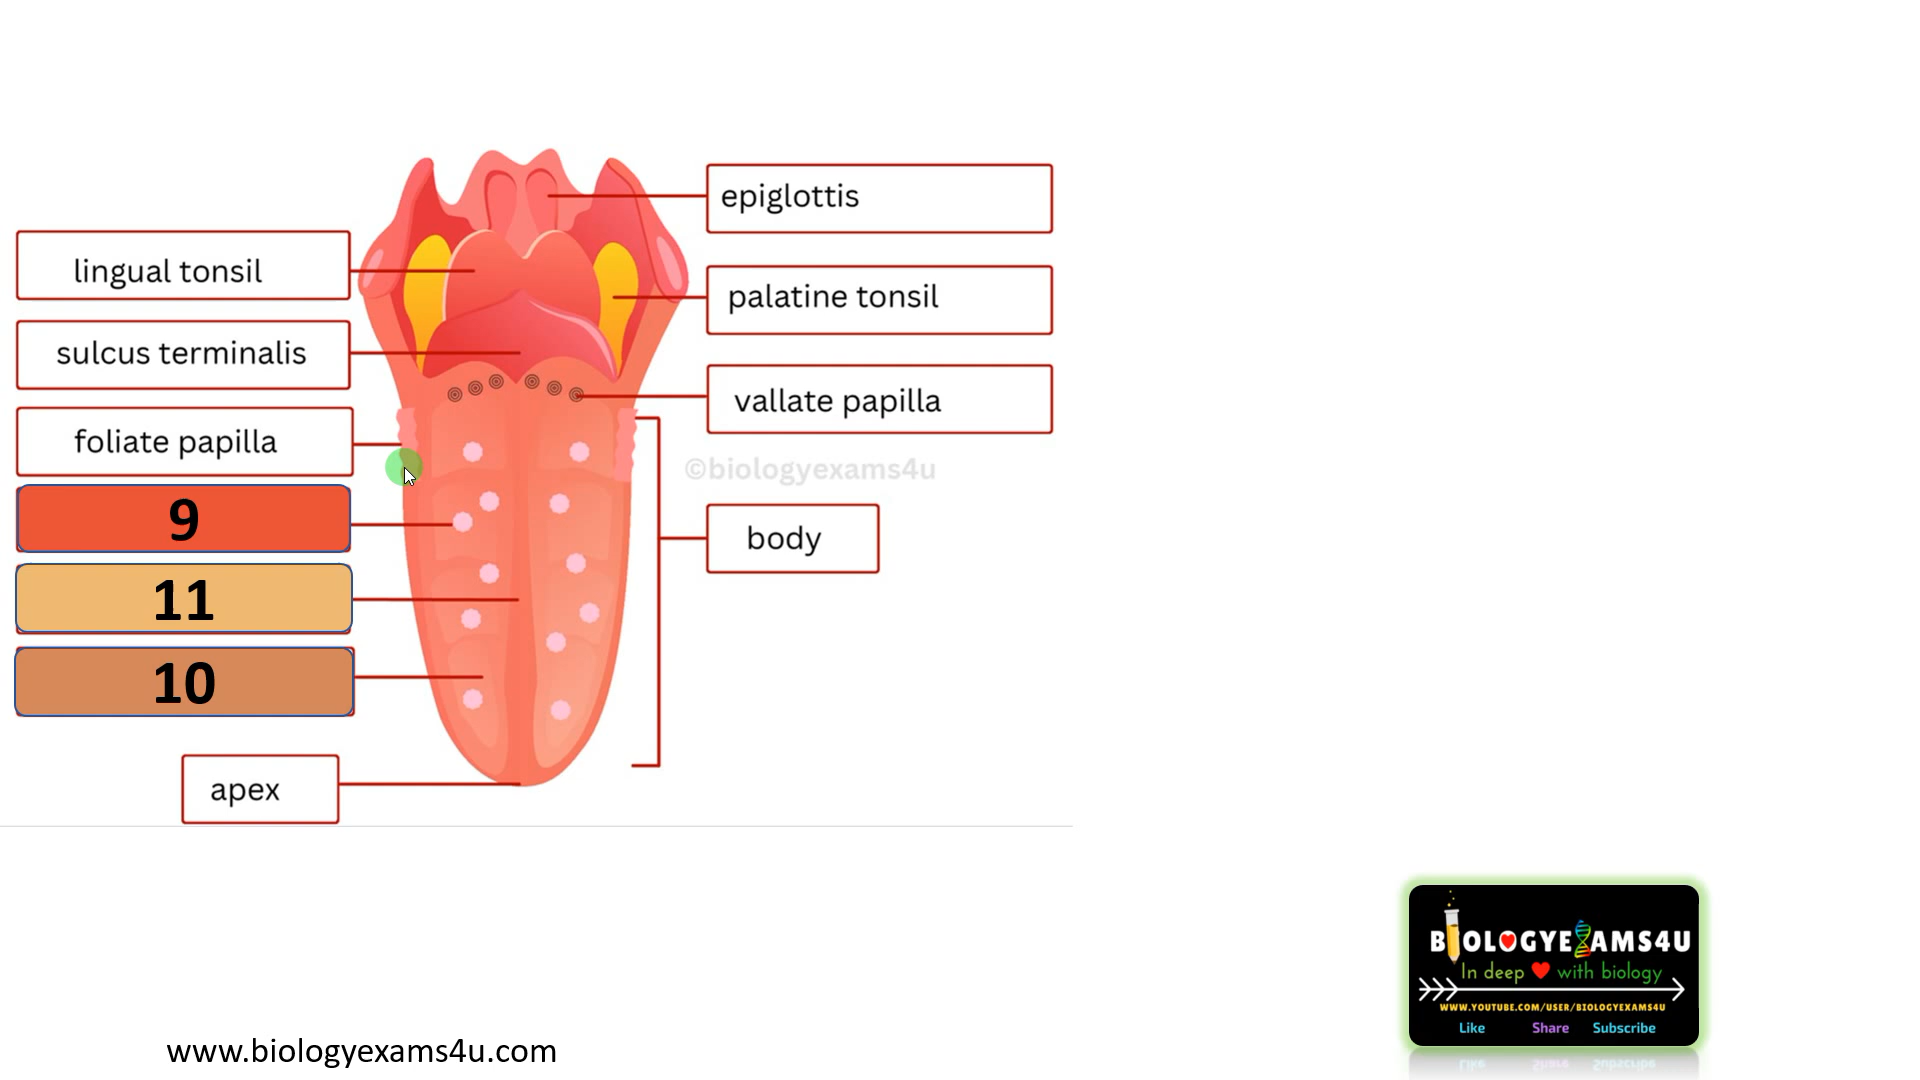 epiglottis
lingual tonsil
palatine tonsil
sulcus terminalis
vallate papilla
foliate papilla
©biologyexams4u
9
body
11
10
apex
BIOLOGYEXAMS4U
In deep with biology
WWW.YOUTUBE.COM/USER/BIOLOGYEXAMS4U
Like Share Subscribe
www.biologyexams4u.com